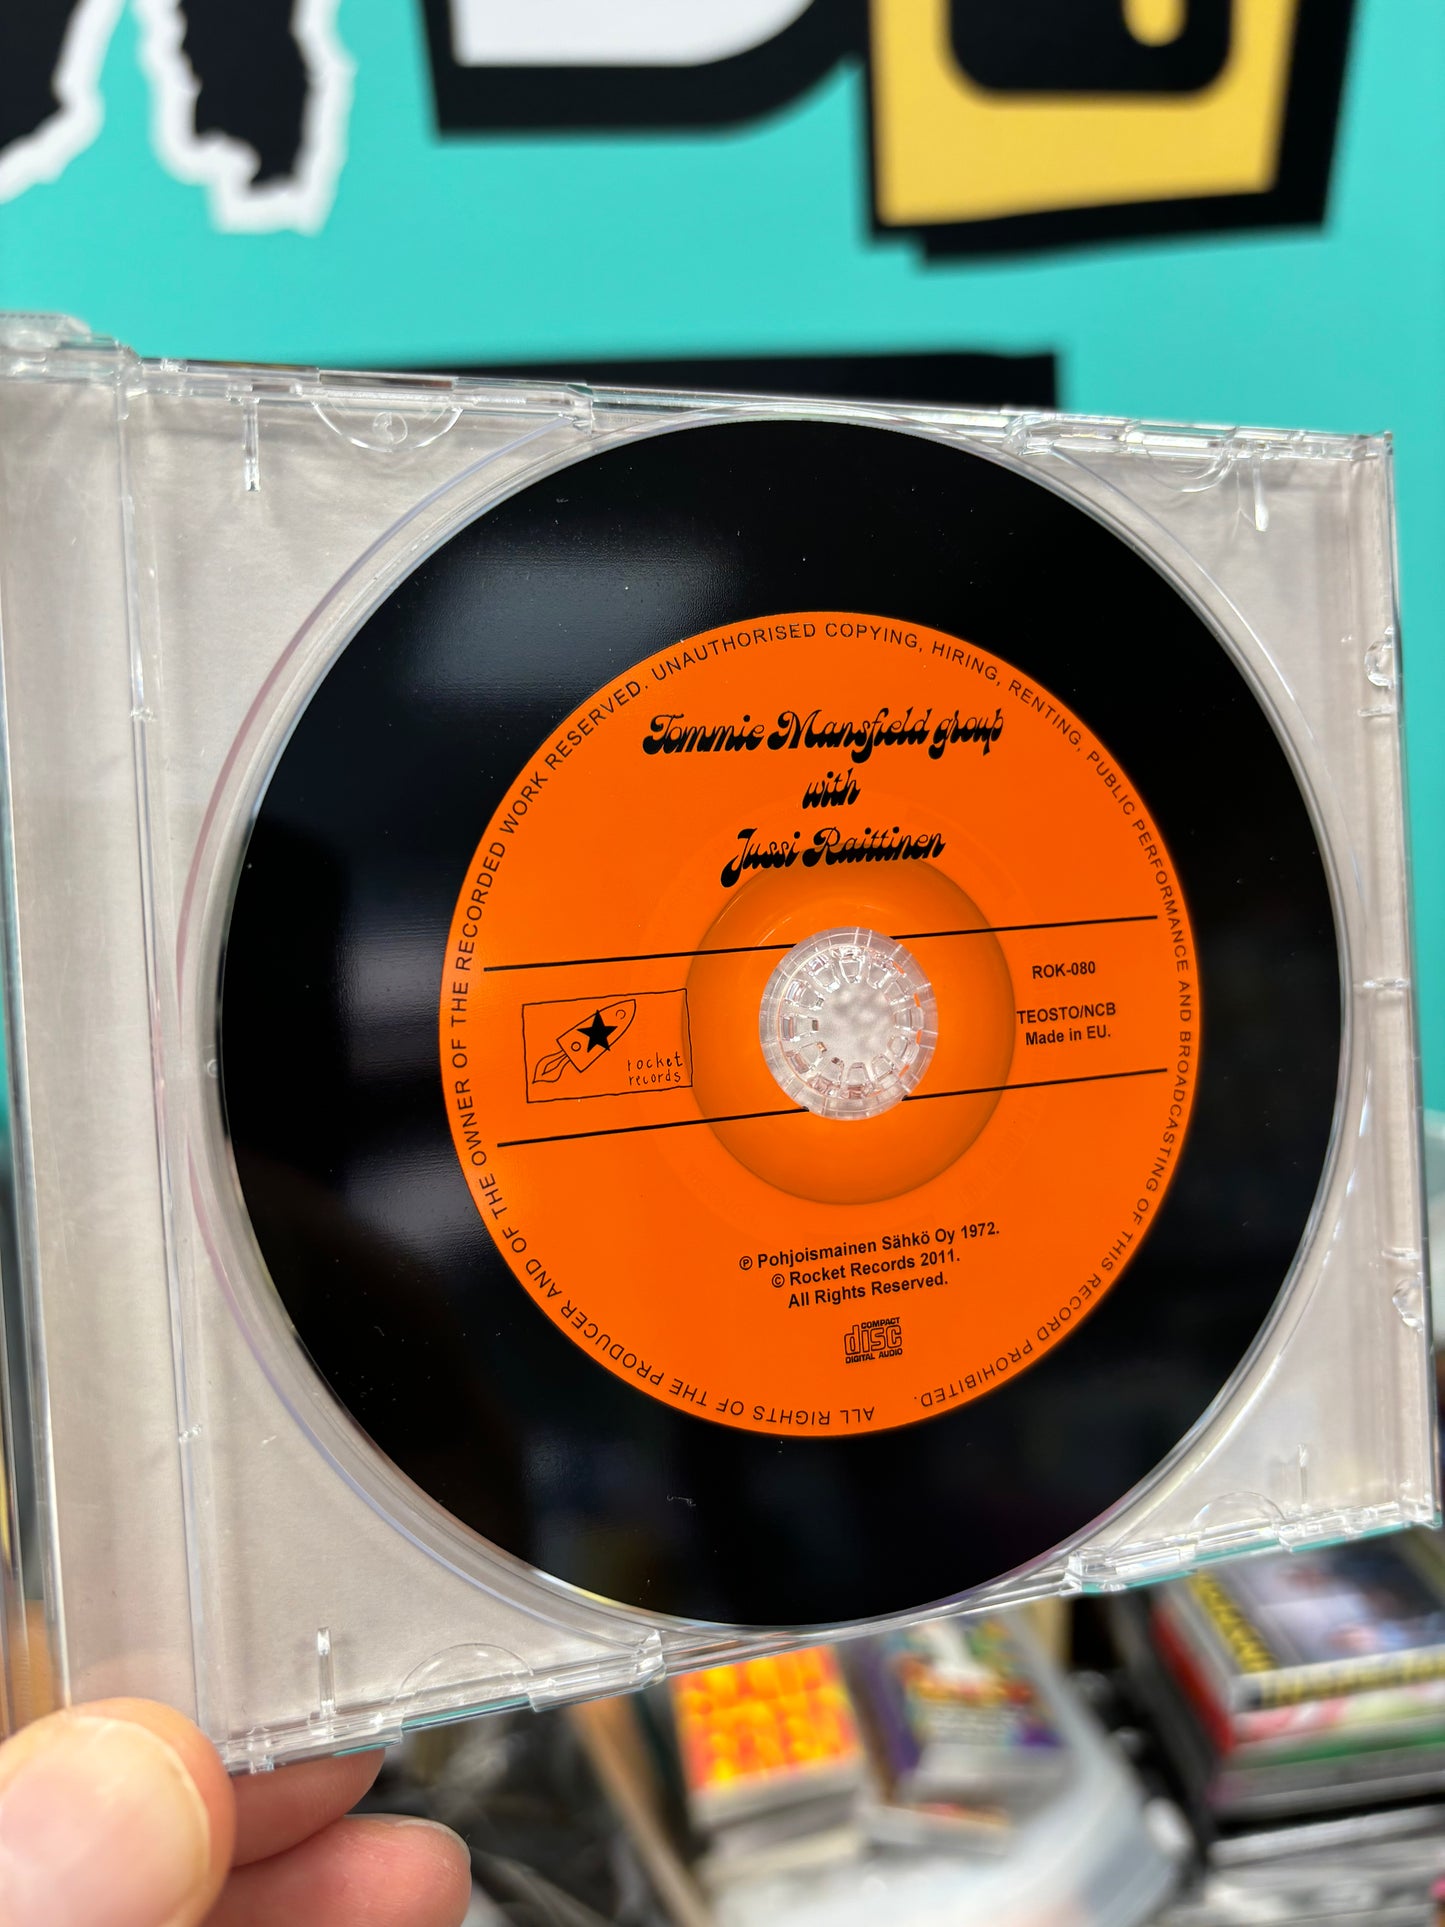 Tommie Mansfield group
with
Jussi Raittinen
ROK-080
TEOSTO/NCB
Made in EU.
rocket
records
℗ Pohjoismainen Sähkö Oy 1972.
© Rocket Records 2011.
All Rights Reserved.
COMPACT
disc
DIGITAL AUDIO
ALL RIGHTS OF THE PRODUCER AND OF THE OWNER OF THE RECORDED WORK RESERVED. UNAUTHORISED COPYING, HIRING, RENTING, PUBLIC PERFORMANCE AND BROADCASTING OF THIS RECORD PROHIBITED.